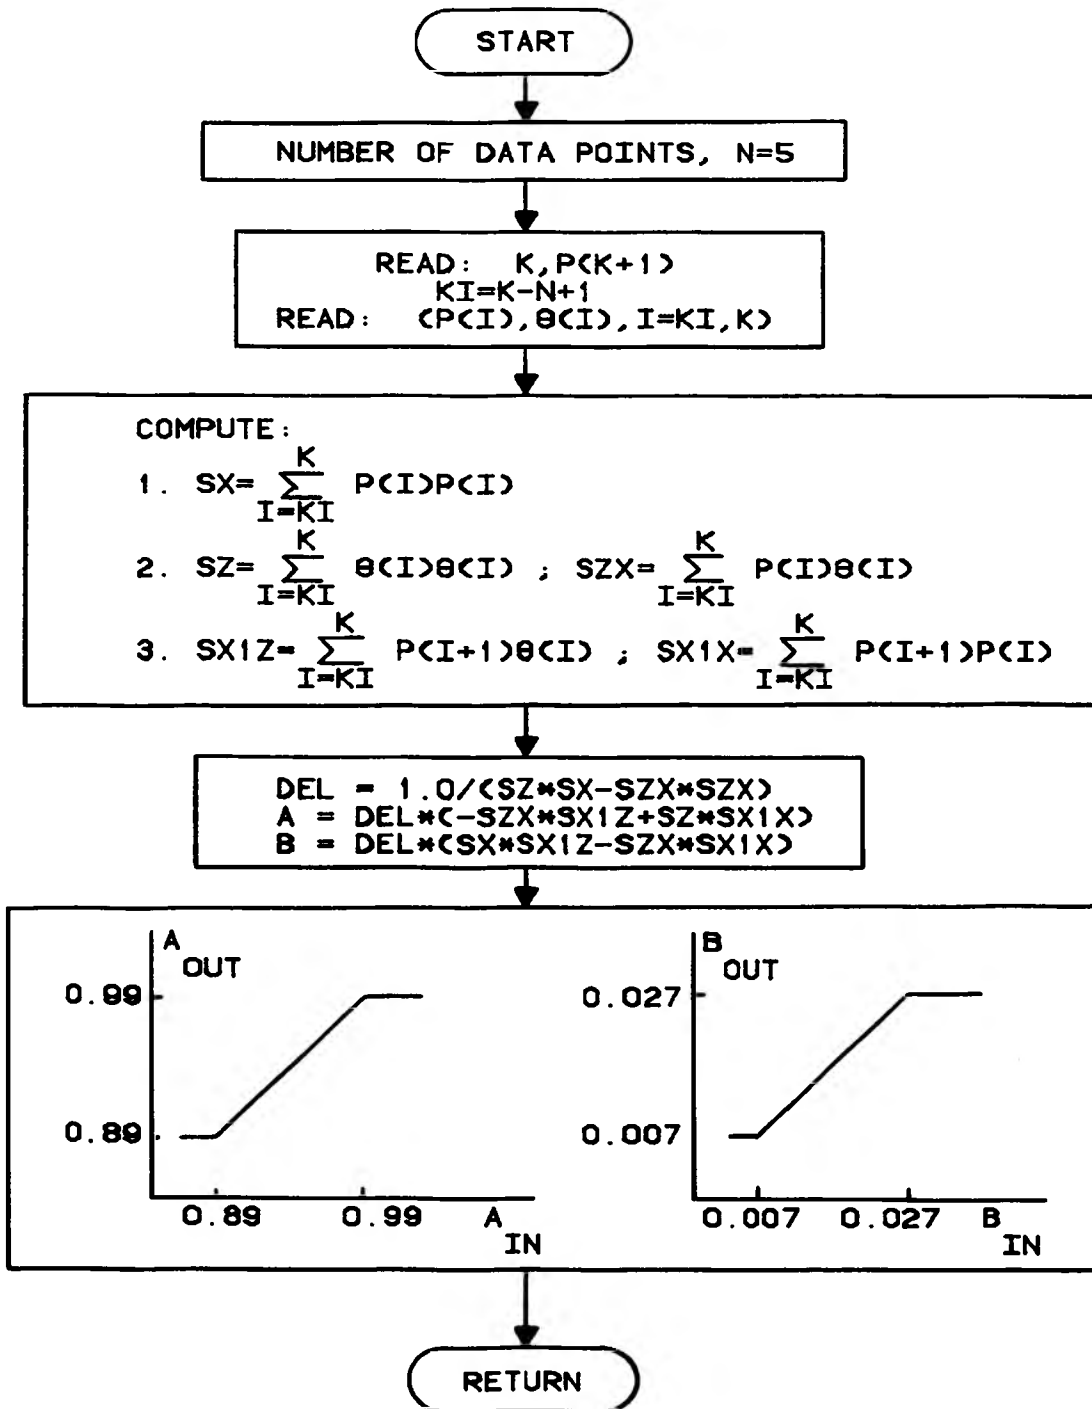 START
NUMBER OF DATA POINTS, N=5
READ: K,P(K+1)
KI=K-N+1
READ: (P(I),θ(I),I=KI,K)
COMPUTE:
1. SX= K ∑ I=KI P(I)P(I)
2. SZ= K ∑ I=KI θ(I)θ(I) ; SZX= K ∑ I=KI P(I)θ(I)
3. SX1Z= K ∑ I=KI P(I+1)θ(I) ; SX1X= K ∑ I=KI P(I+1)P(I)
DEL = 1.0/(SZ*SX-SZX*SZX)
A = DEL*(-SZX*SX1Z+SZ*SX1X)
B = DEL*(SX*SX1Z-SZX*SX1X)
A OUT
0.99
0.89
0.89 0.99 A IN
B OUT
0.027
0.007
0.007 0.027 B IN
RETURN